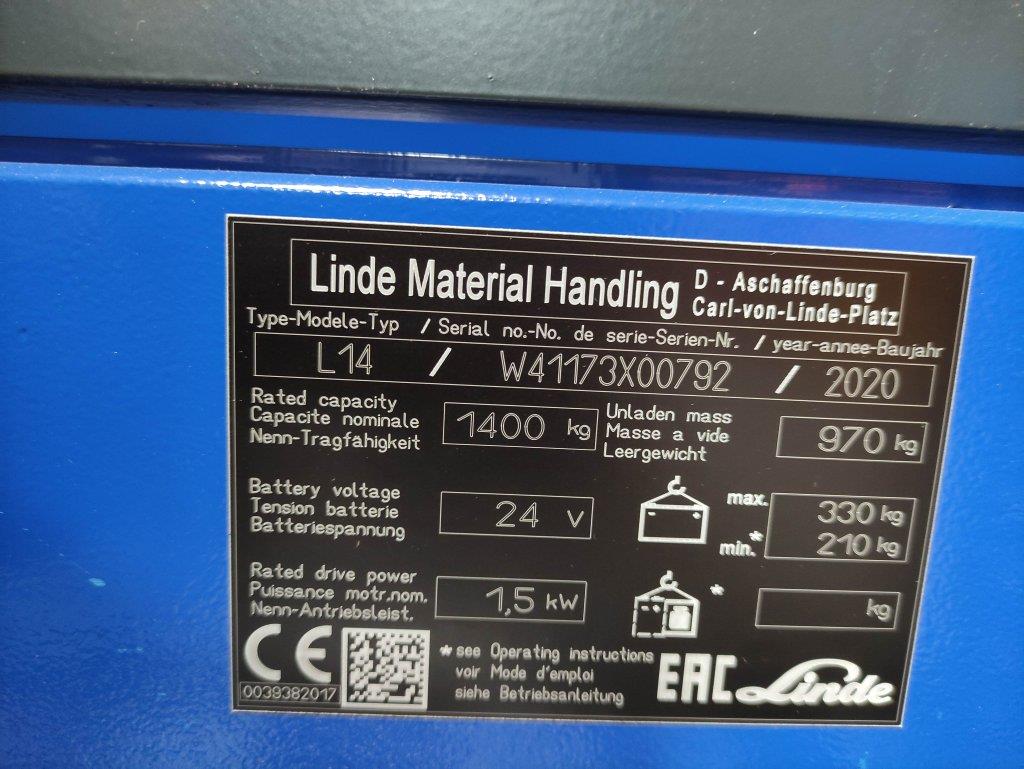 Linde Material Handling
D - Aschaffenburg
Carl-von-Linde-Platz
Type-Modele-Typ / Serial no.-No. de serie-Serien-Nr. / year-annee-Baujahr
L14 / W41173X00792 / 2020
Rated capacity
Capacite nominale
Nenn-Tragfähigkeit
1400 kg
Unladen mass
Masse a vide
Leergewicht
970 kg
Battery voltage
Tension batterie
Batteriespannung
24 V
max. 330 kg
min.* 210 kg
Rated drive power
Puissance motr.nom.
Nenn-Antriebsleist.
1,5 kW
* kg
CE
0039382017
*see Operating instructions
voir Mode d'emploi
siehe Betriebsanleitung
EAC
Linde